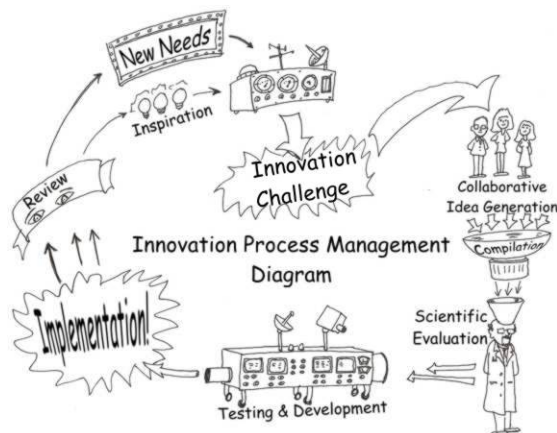 New Needs
Inspiration
Innovation
Challenge
Collaborative
Idea Generation
Compilation
Scientific
Evaluation
Testing & Development
Implementation!
Review
Innovation Process Management
Diagram